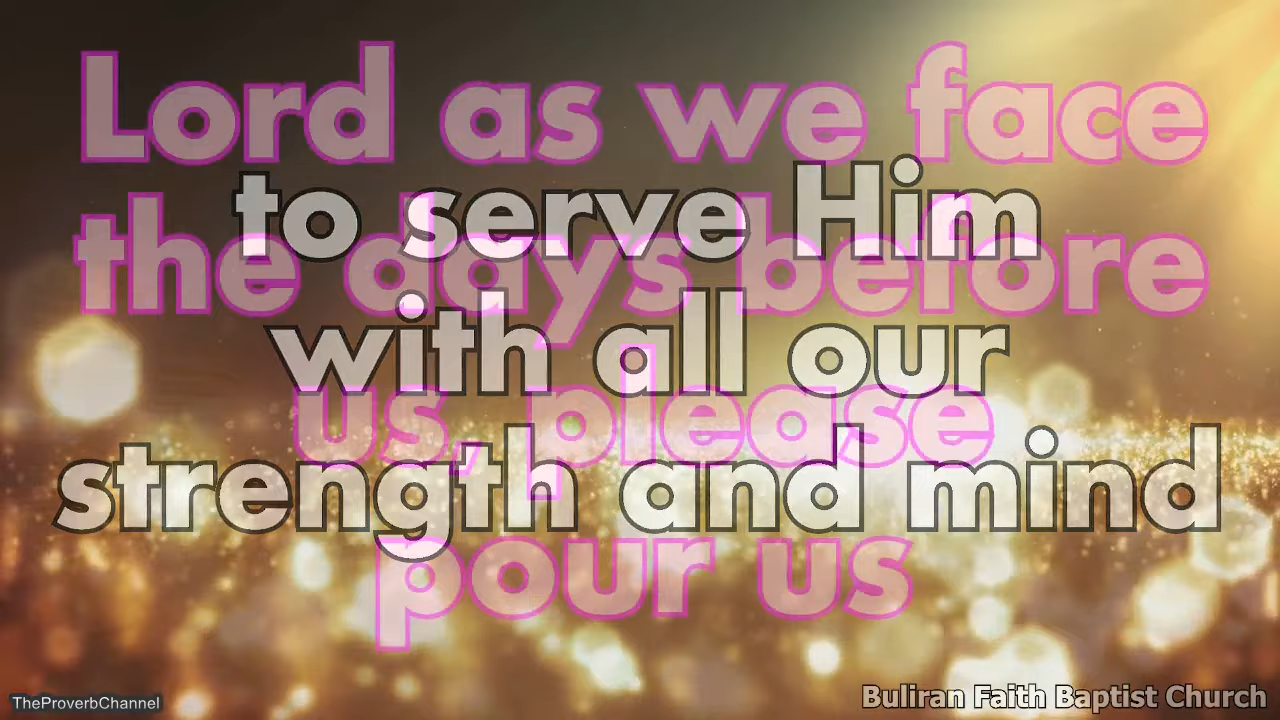 Lord as we face
the days before
us, please
pour us
to serve Him
with all our
strength and mind
TheProverbChannel
Buliran Faith Baptist Church